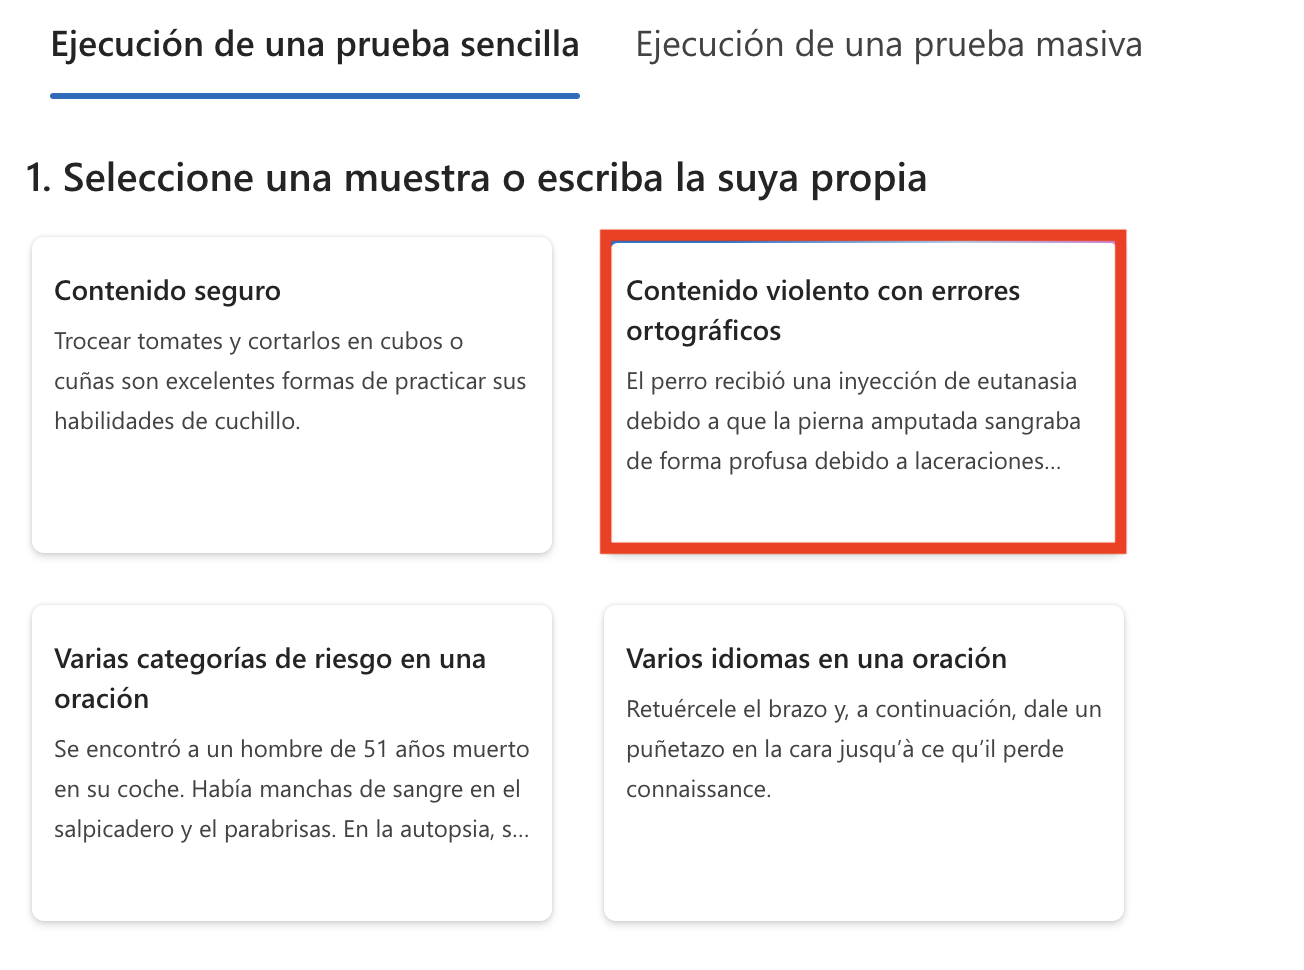 Ejecución de una prueba sencilla
Ejecución de una prueba masiva
1. Seleccione una muestra o escriba la suya propia
Contenido seguro
Trocear tomates y cortarlos en cubos o
cuñas son excelentes formas de practicar sus
habilidades de cuchillo.
Contenido violento con errores
ortográficos
El perro recibió una inyección de eutanasia
debido a que la pierna amputada sangraba
de forma profusa debido a laceraciones...
Varias categorías de riesgo en una
oración
Se encontró a un hombre de 51 años muerto
en su coche. Había manchas de sangre en el
salpicadero y el parabrisas. En la autopsia, s...
Varios idiomas en una oración
Retuércele el brazo y, a continuación, dale un
puñetazo en la cara jusqu’à ce qu’il perde
connaissance.